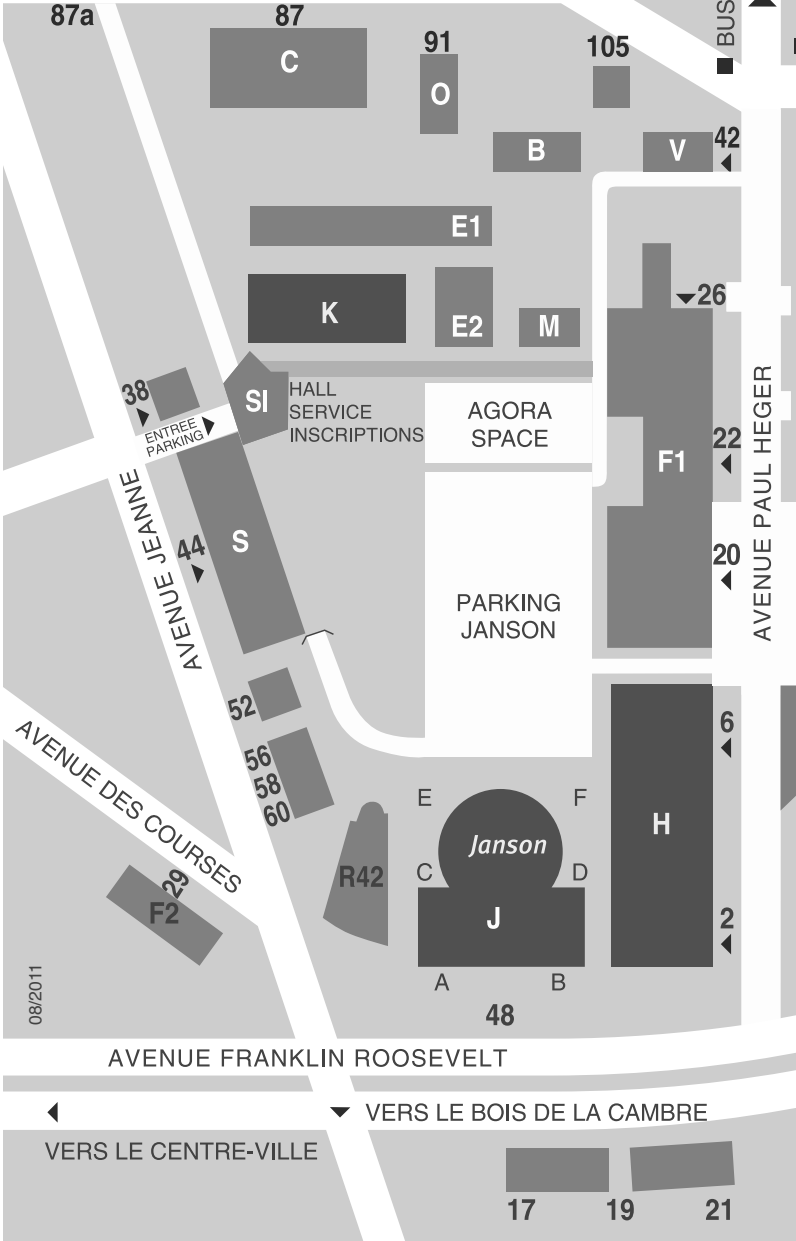 87a
87
C
91
O
105
BUS
B
V
42
E1
K
E2
M
26
38
SI
HALL
SERVICE
INSCRIPTIONS
AGORA
SPACE
ENTREE
PARKING
F1
22
AVENUE PAUL HEGER
AVENUE JEANNE
44
S
20
PARKING
JANSON
52
6
AVENUE DES COURSES
56
58
60
E
F
Janson
H
C
D
R42
29
F2
J
2
A
B
48
08/2011
AVENUE FRANKLIN ROOSEVELT
VERS LE BOIS DE LA CAMBRE
VERS LE CENTRE-VILLE
17
19
21